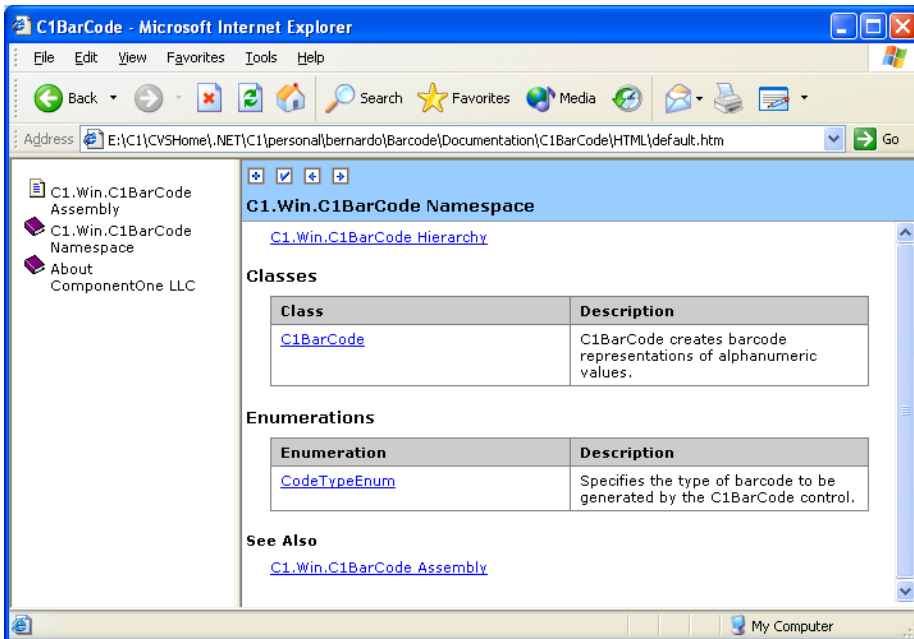 C1BarCode - Microsoft Internet Explorer
File Edit View Favorites Tools Help
Back Search Favorites Media
Address E:\C1\CVSHome\.NET\C1\personal\bernardo\Barcode\Documentation\C1BarCode\HTML\default.htm Go
C1.Win.C1BarCode
Assembly
C1.Win.C1BarCode
Namespace
About
ComponentOne LLC
C1.Win.C1BarCode Namespace
C1.Win.C1BarCode Hierarchy
Classes
Class Description
C1BarCode C1BarCode creates barcode
representations of alphanumeric
values.
Enumerations
Enumeration Description
CodeTypeEnum Specifies the type of barcode to be
generated by the C1BarCode control.
See Also
C1.Win.C1BarCode Assembly
My Computer